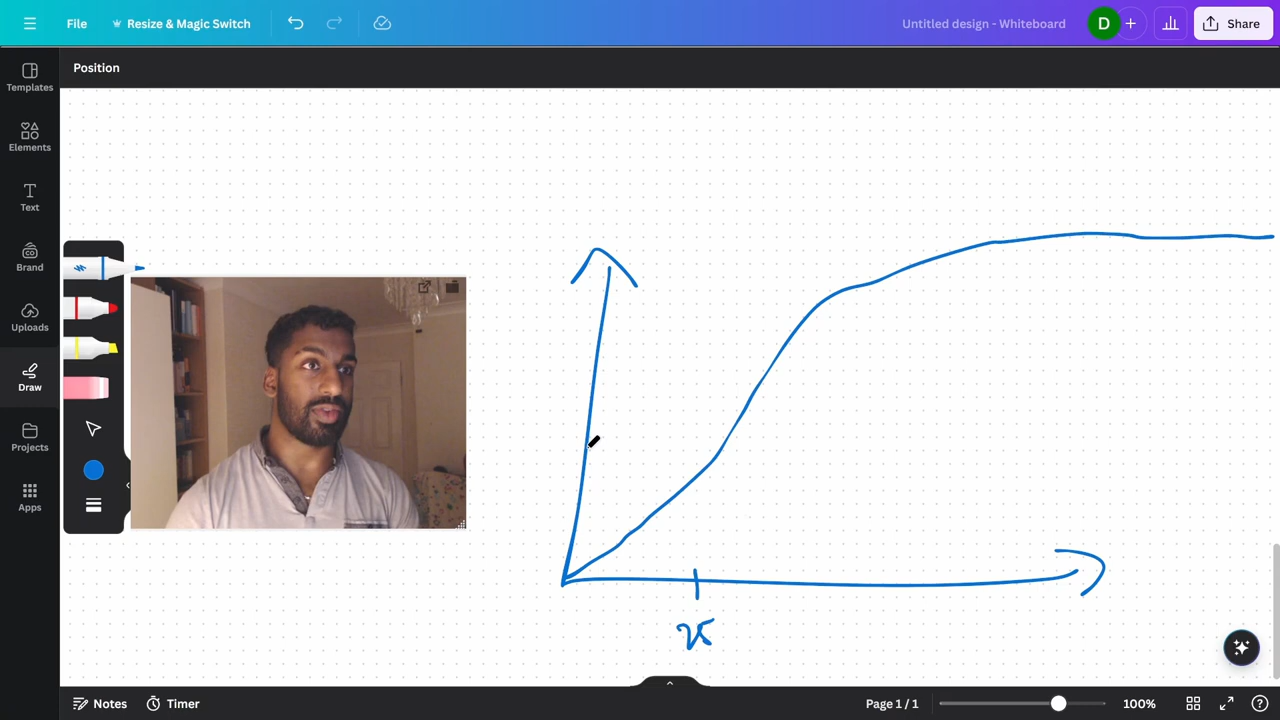 File
Resize & Magic Switch
Untitled design - Whiteboard
D
Share
Position
Templates
Elements
Text
Brand
Uploads
Draw
Projects
Apps
25
Notes
Timer
Page 1 / 1
100%